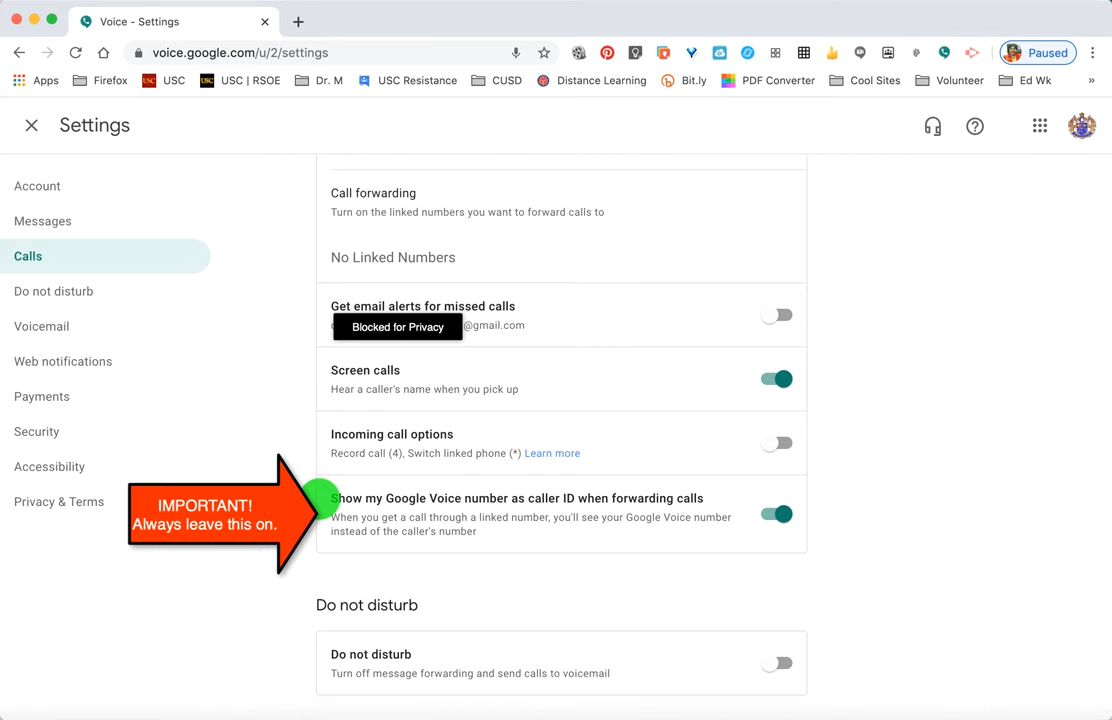 Voice - Settings
voice.google.com/u/2/settings
Paused
Apps Firefox USC USC | RSOE Dr. M USC Resistance CUSD Distance Learning Bit.ly PDF Converter Cool Sites Volunteer Ed Wk »
Settings
Account
Messages
Calls
Do not disturb
Voicemail
Web notifications
Payments
Security
Accessibility
Privacy & Terms
Call forwarding
Turn on the linked numbers you want to forward calls to
No Linked Numbers
Get email alerts for missed calls
Blocked for Privacy @gmail.com
Screen calls
Hear a caller's name when you pick up
Incoming call options
Record call (4), Switch linked phone (*) Learn more
IMPORTANT!
Always leave this on.
Show my Google Voice number as caller ID when forwarding calls
When you get a call through a linked number, you'll see your Google Voice number
instead of the caller's number
Do not disturb
Do not disturb
Turn off message forwarding and send calls to voicemail